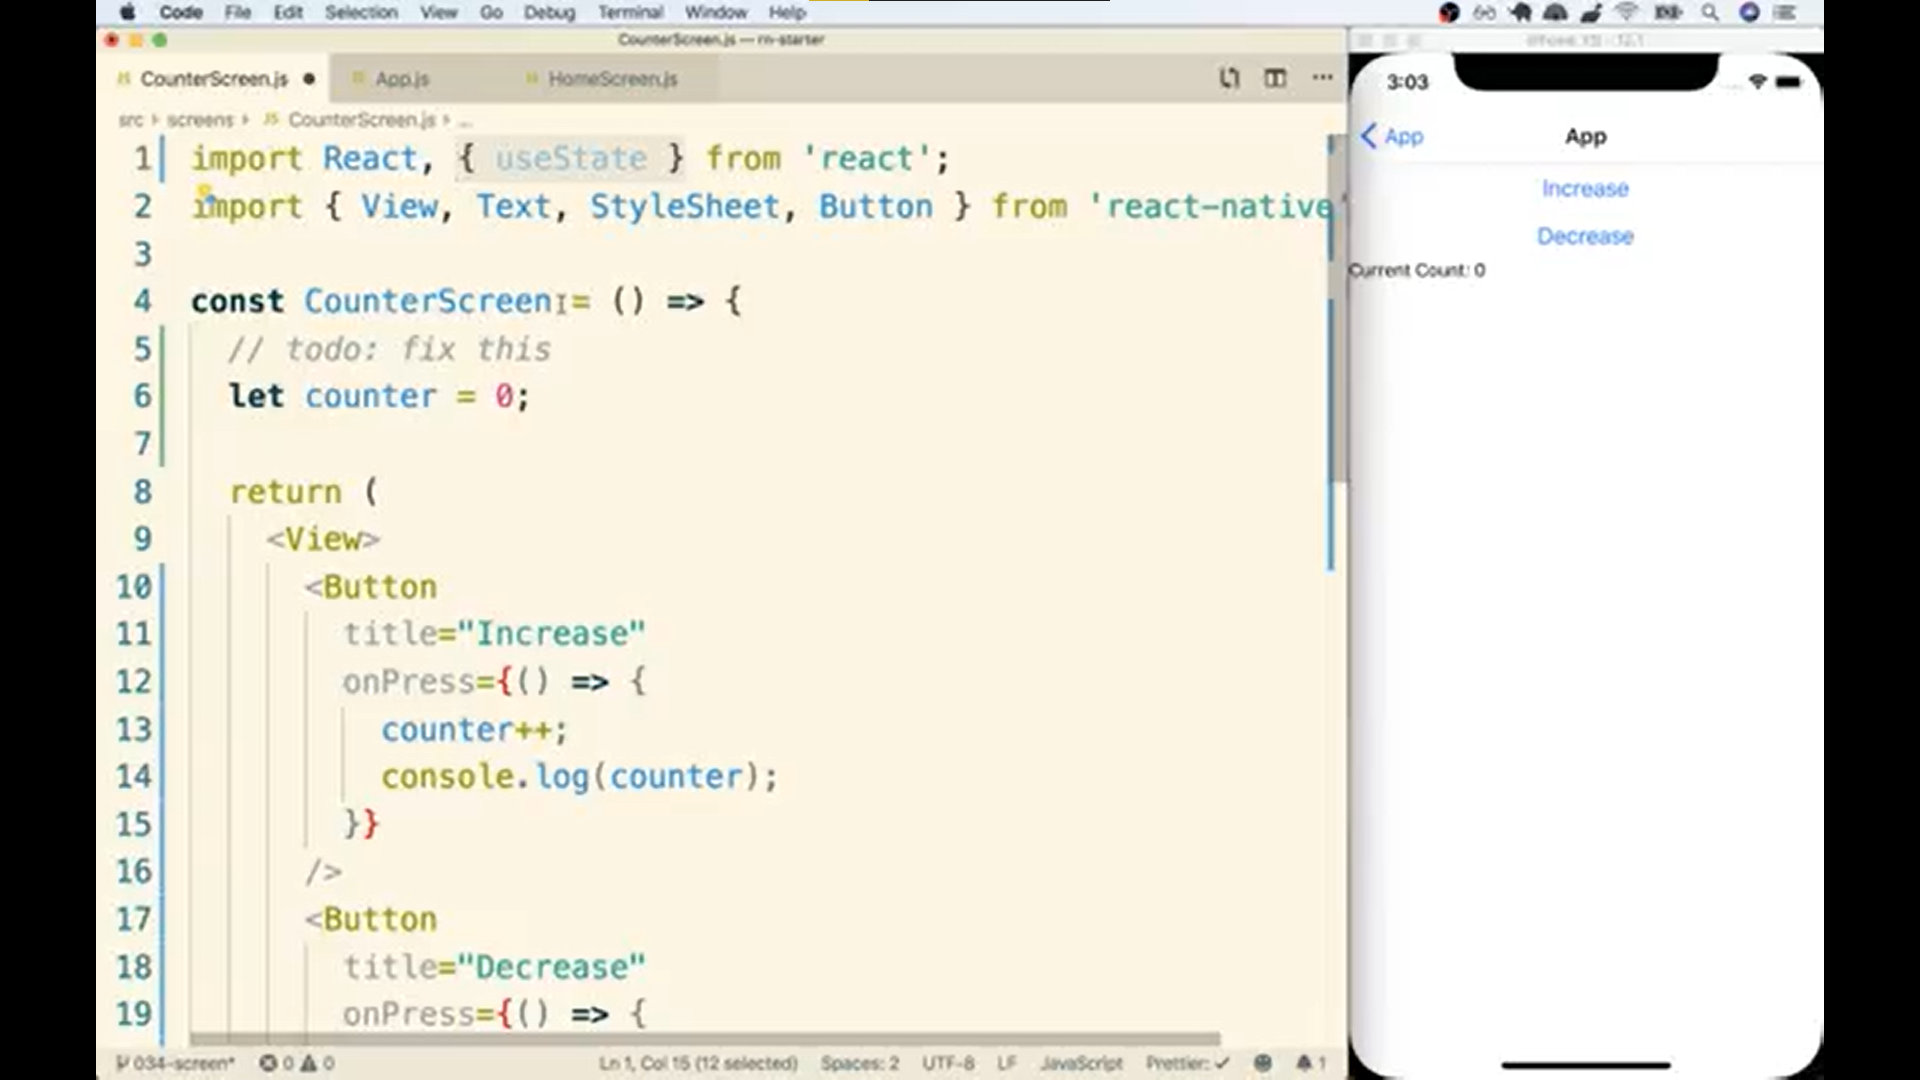 Code File Edit Selection View Go Debug Terminal Window Help
CounterScreen.js — rn-starter
JS CounterScreen.js ● JS App.js JS HomeScreen.js ...
src › screens › JS CounterScreen.js › ...
1 import React, { useState } from 'react';
2 import { View, Text, StyleSheet, Button } from 'react-native'
3
4 const CounterScreen = () => {
5 // todo: fix this
6 let counter = 0;
7
8 return (
9 <View>
10 <Button
11 title="Increase"
12 onPress={() => {
13 counter++;
14 console.log(counter);
15 }}
16 />
17 <Button
18 title="Decrease"
19 onPress={() => {
034-screen* 0 0 Ln 1, Col 15 (12 selected) Spaces: 2 UTF-8 LF JavaScript Prettier: ✓ 1
3:03
App App
Increase
Decrease
Current Count: 0